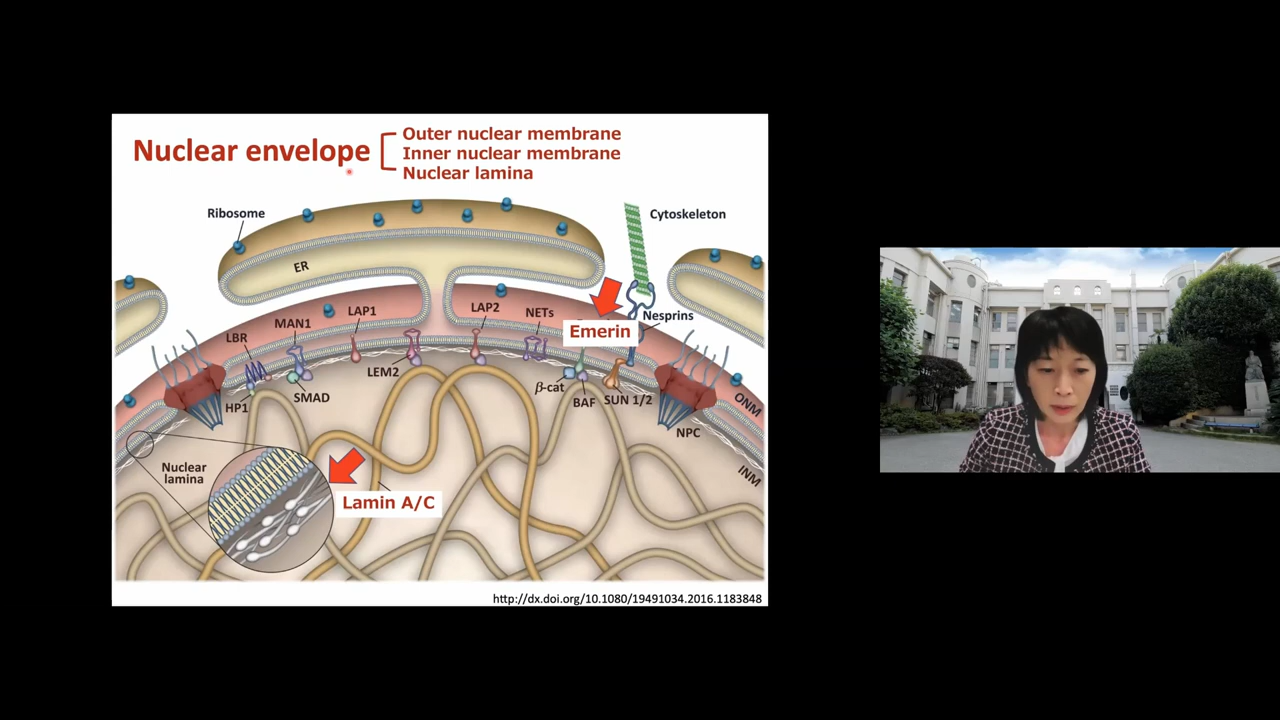 Nuclear envelope
Outer nuclear membrane
Inner nuclear membrane
Nuclear lamina
Ribosome
Cytoskeleton
ER
LAP1
LAP2
NETs
Nesprins
MAN1
LBR
Emerin
LEM2
β-cat
HP1
SMAD
BAF
SUN 1/2
ONM
NPC
Nuclear
lamina
INM
Lamin A/C
http://dx.doi.org/10.1080/19491034.2016.1183848